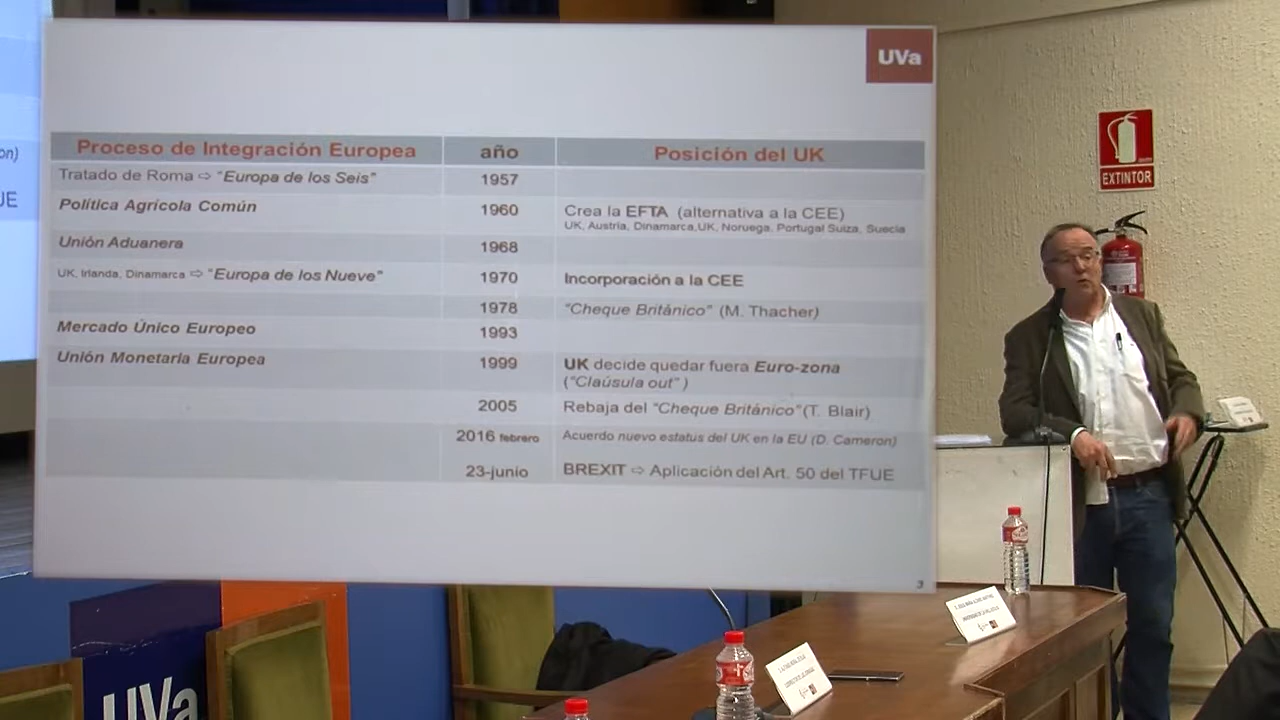 UVa
Proceso de Integración Europea año Posición del UK
Tratado de Roma ⇨ "Europa de los Seis" 1957
Política Agrícola Común 1960 Crea la EFTA (alternativa a la CEE)
UK, Austria, Dinamarca,UK, Noruega, Portugal Suiza, Suecia
Unión Aduanera 1968
UK, Irlanda, Dinamarca ⇨ "Europa de los Nueve" 1970 Incorporación a la CEE
1978 "Cheque Británico" (M. Thacher)
Mercado Único Europeo 1993
Unión Monetaria Europea 1999 UK decide quedar fuera Euro-zona
("Claúsula out" )
2005 Rebaja del "Cheque Británico"(T. Blair)
2016 febrero Acuerdo nuevo estatus del UK en la EU (D. Cameron)
23-junio BREXIT ⇨ Aplicación del Art. 50 del TFUE
3
on)
UE
EXTINTOR
UVa